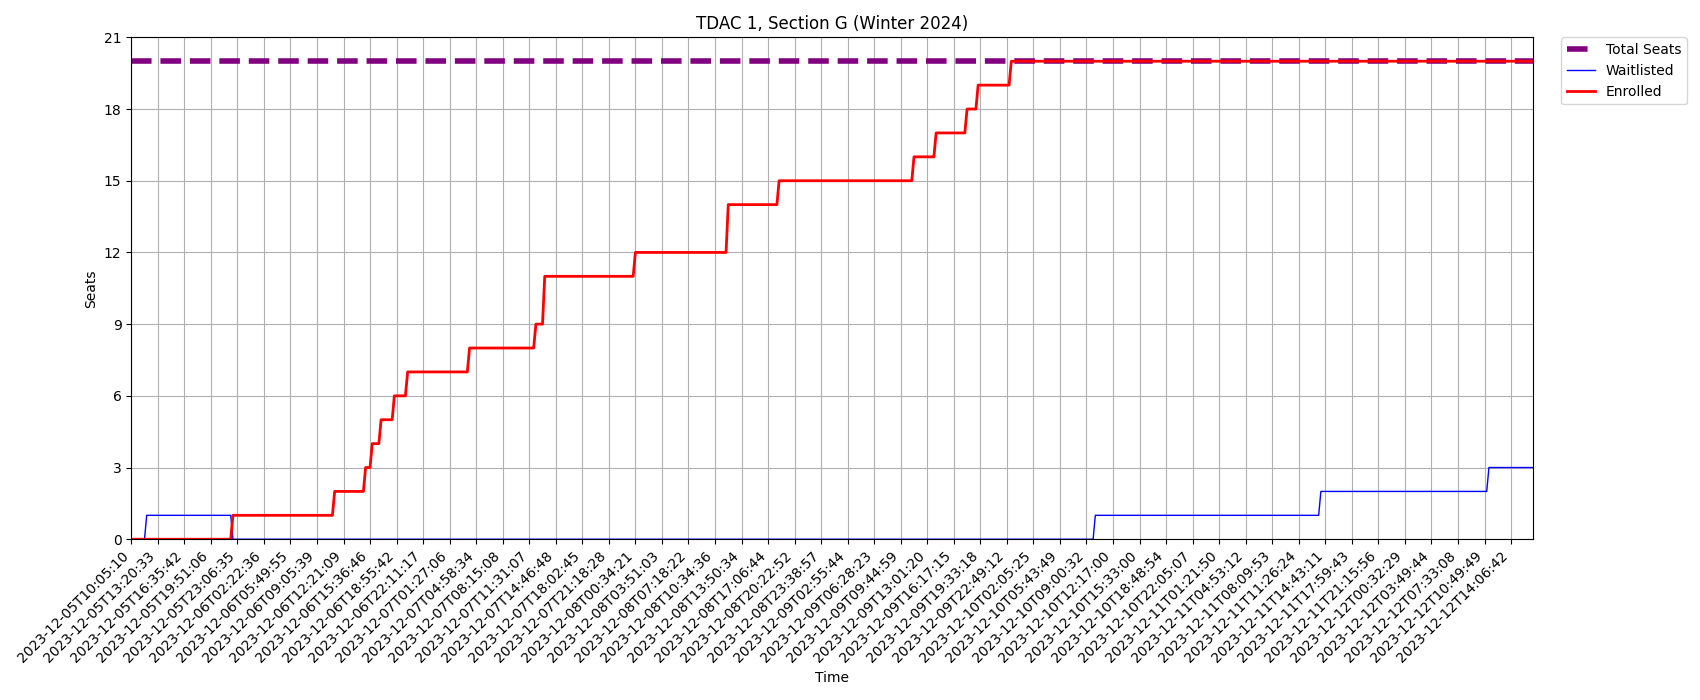 TDAC 1, Section G (Winter 2024)
Total Seats
Waitlisted
Enrolled
Seats
21
18
15
12
9
6
3
0
2023-12-05T10:05:10
2023-12-05T13:20:33
2023-12-05T16:35:42
2023-12-05T19:51:06
2023-12-05T23:06:35
2023-12-06T02:22:36
2023-12-06T05:49:55
2023-12-06T09:05:39
2023-12-06T12:21:09
2023-12-06T15:36:46
2023-12-06T18:55:42
2023-12-06T22:11:17
2023-12-07T01:27:06
2023-12-07T04:58:34
2023-12-07T08:15:08
2023-12-07T11:31:07
2023-12-07T14:46:48
2023-12-07T18:02:45
2023-12-07T21:18:28
2023-12-08T00:34:21
2023-12-08T03:51:03
2023-12-08T07:18:22
2023-12-08T10:34:36
2023-12-08T13:50:34
2023-12-08T17:06:44
2023-12-08T20:22:52
2023-12-08T23:38:57
2023-12-09T02:55:44
2023-12-09T06:28:23
2023-12-09T09:44:59
2023-12-09T13:01:20
2023-12-09T16:17:15
2023-12-09T19:33:18
2023-12-09T22:49:12
2023-12-10T02:05:25
2023-12-10T05:43:49
2023-12-10T09:00:32
2023-12-10T12:17:00
2023-12-10T15:33:00
2023-12-10T18:48:54
2023-12-10T22:05:07
2023-12-11T01:21:50
2023-12-11T04:53:12
2023-12-11T08:09:53
2023-12-11T11:26:24
2023-12-11T14:43:11
2023-12-11T17:59:43
2023-12-11T21:15:56
2023-12-12T00:32:29
2023-12-12T03:49:44
2023-12-12T07:33:08
2023-12-12T10:49:49
2023-12-12T14:06:42
Time